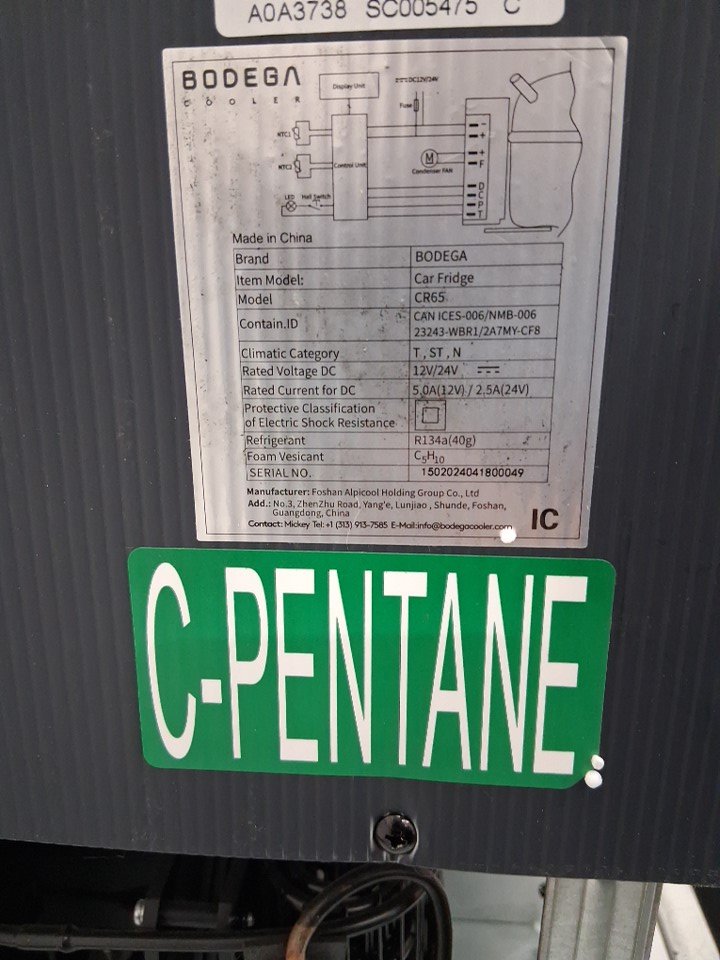 A0A3738 SC005475 C
BODEGA
COOLER
Display Unit
DC12V/24V
Fuse
NTC1
NTC2
Control Unit
M
Condenser FAN
LED Hall Switch
-
+
+
F
D
C
P
T
Made in China
Brand BODEGA
Item Model: Car Fridge
Model CR65
Contain.ID CAN ICES-006/NMB-006
23243-WBR1/2A7MY-CF8
Climatic Category T , ST , N
Rated Voltage DC 12V/24V
Rated Current for DC 5.0A(12V) / 2.5A(24V)
Protective Classification
of Electric Shock Resistance
Refrigerant R134a(40g)
Foam Vesicant C5H10
SERIAL NO. 1502024041800049
Manufacturer: Foshan Alpicool Holding Group Co., Ltd
Add.: No.3, ZhenZhu Road, Yang'e, Lunjiao , Shunde, Foshan,
Guangdong, China
Contact: Mickey Tel: +1 (313) 913-7585 E-Mail:info@bodegacooler.com
IC
C-PENTANE